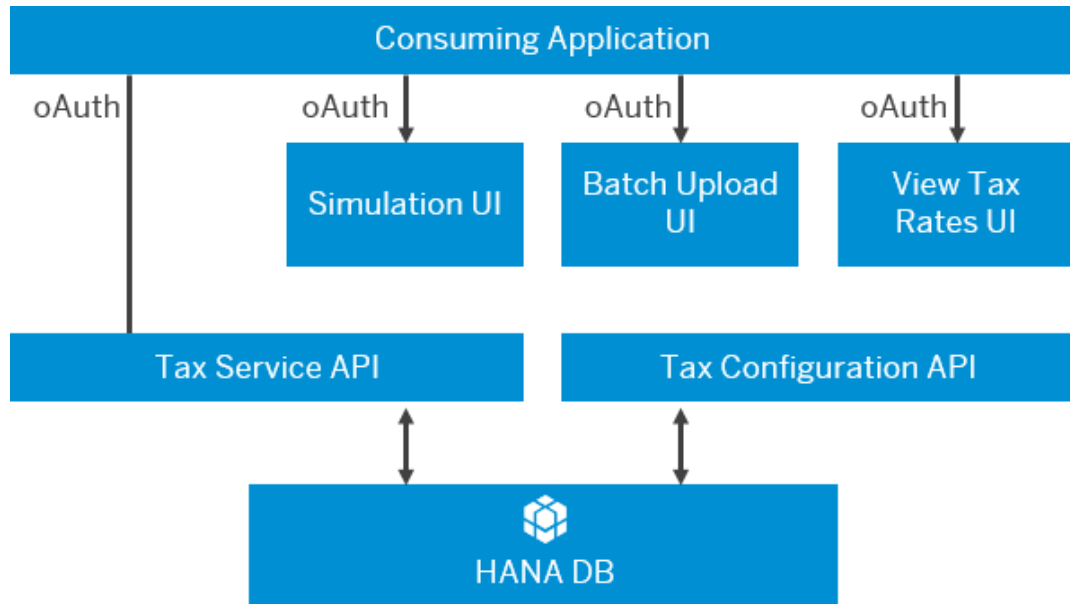 Consuming Application
oAuth
oAuth
oAuth
oAuth
Simulation UI
Batch Upload
UI
View Tax
Rates UI
Tax Service API
Tax Configuration API
HANA DB